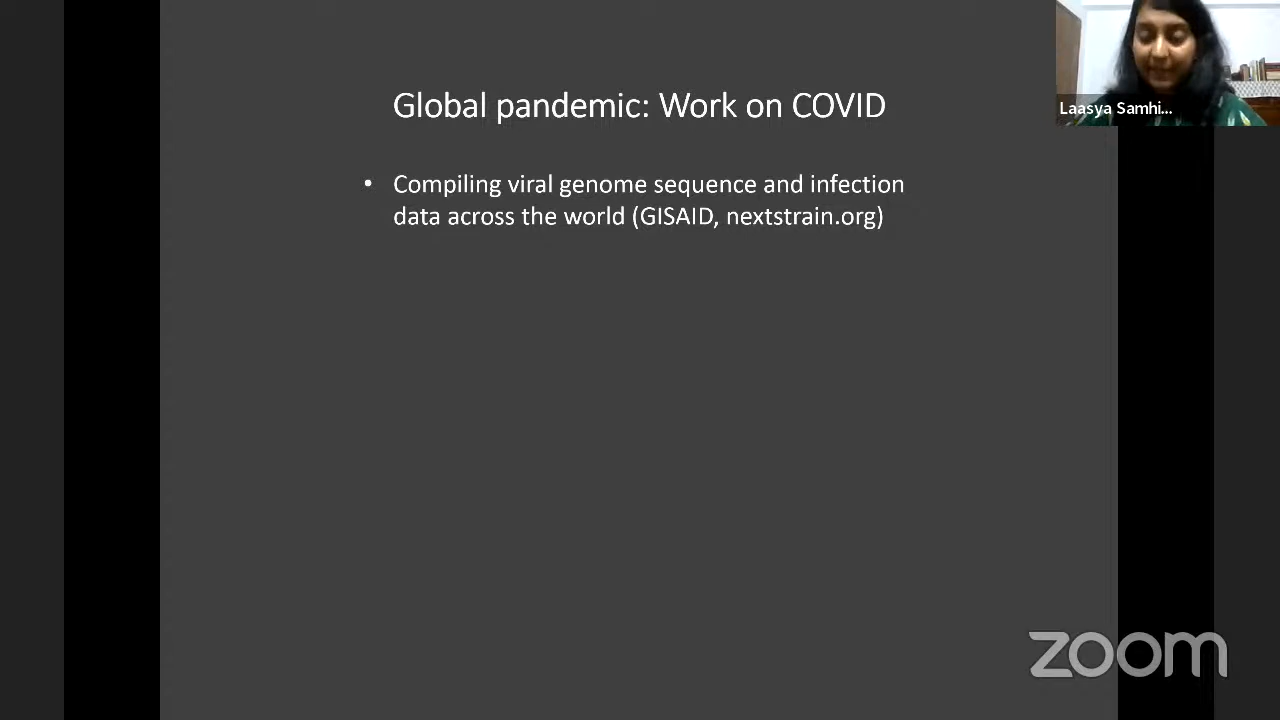 Global pandemic: Work on COVID
Laasya Samhi...
• Compiling viral genome sequence and infection
data across the world (GISAID, nextstrain.org)
zoom